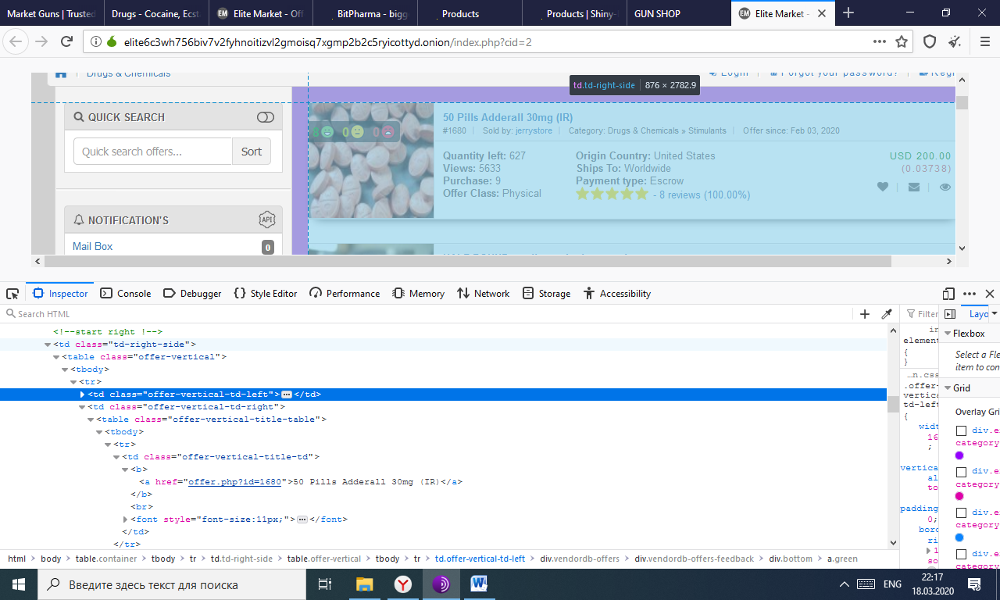 Market Guns | Trusted
Drugs - Cocaine, Ecst
Elite Market - Off
BitPharma - bigg
Products
Products | Shiny-
GUN SHOP
Elite Market -
elite6c3wh756biv7v2fyhnoitizvl2gmoisq7xgmp2b2c5ryicottyd.onion/index.php?cid=2
Drugs & Chemicals
Login
Forgot your password?
Regi
td.td-right-side | 876 × 2782.9
QUICK SEARCH
Quick search offers...
Sort
NOTIFICATION'S
API
Mail Box
0
8 0 0
50 Pills Adderall 30mg (IR)
#1680 | Sold by: jerrystore | Category: Drugs & Chemicals » Stimulants | Offer since: Feb 03, 2020
Quantity left: 627
Views: 5633
Purchase: 9
Offer Class: Physical
Origin Country: United States
Ships To: Worldwide
Payment type: Escrow
- 8 reviews (100.00%)
USD 200.00
(0.03738)
Inspector
Console
Debugger
Style Editor
Performance
Memory
Network
Storage
Accessibility
Search HTML
<!--start right !-->
<td class="td-right-side">
<table class="offer-vertical">
<tbody>
<tr>
<td class="offer-vertical-td-left">⋯</td>
<td class="offer-vertical-td-right">
<table class="offer-vertical-title-table">
<tbody>
<tr>
<td class="offer-vertical-title-td">
<b>
<a href="offer.php?id=1680">50 Pills Adderall 30mg (IR)</a>
</b>
<br>
<font style="font-size:11px;">⋯</font>
</td>
</tr>
html > body > table.container > tbody > tr > td.td-right-side > table.offer-vertical > tbody > tr > td.offer-vertical-td-left > div.vendordb-offers > div.vendordb-offers-feedback > div.bottom > a.green
Filter
in
element
{
}
…n.css
.offer-
vertica
td-left
{
widt
16
;
vertica
al
to
padding
0;
bor
ri
1
so
Layo
Flexbox
Select a Fle
item to con
Grid
Overlay Gri
div.e
category
div.e
category
div.e
category
div.e
category
Введите здесь текст для поиска
ENG
22:17
18.03.2020